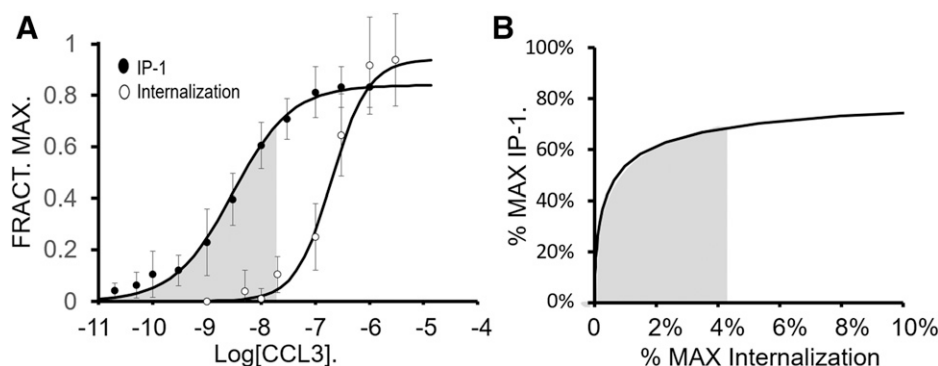 A
1
0.8
0.6
0.4
0.2
0
FRACT. MAX.
IP-1
Internalization
-11 -10 -9 -8 -7 -6 -5 -4
Log[CCL3].
B
100%
80%
60%
40%
20%
0%
% MAX IP-1.
0 2% 4% 6% 8% 10%
% MAX Internalization